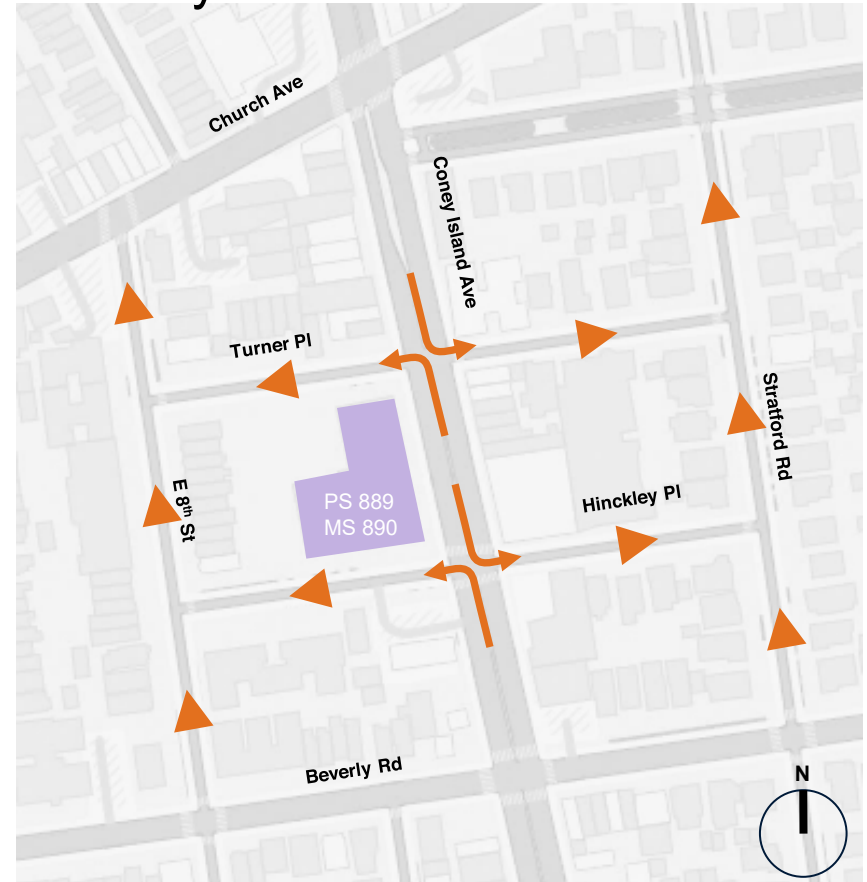 Church Ave
Coney Island Ave
Turner Pl
Stratford Rd
E 8th St
PS 889
MS 890
Hinckley Pl
Beverly Rd
N